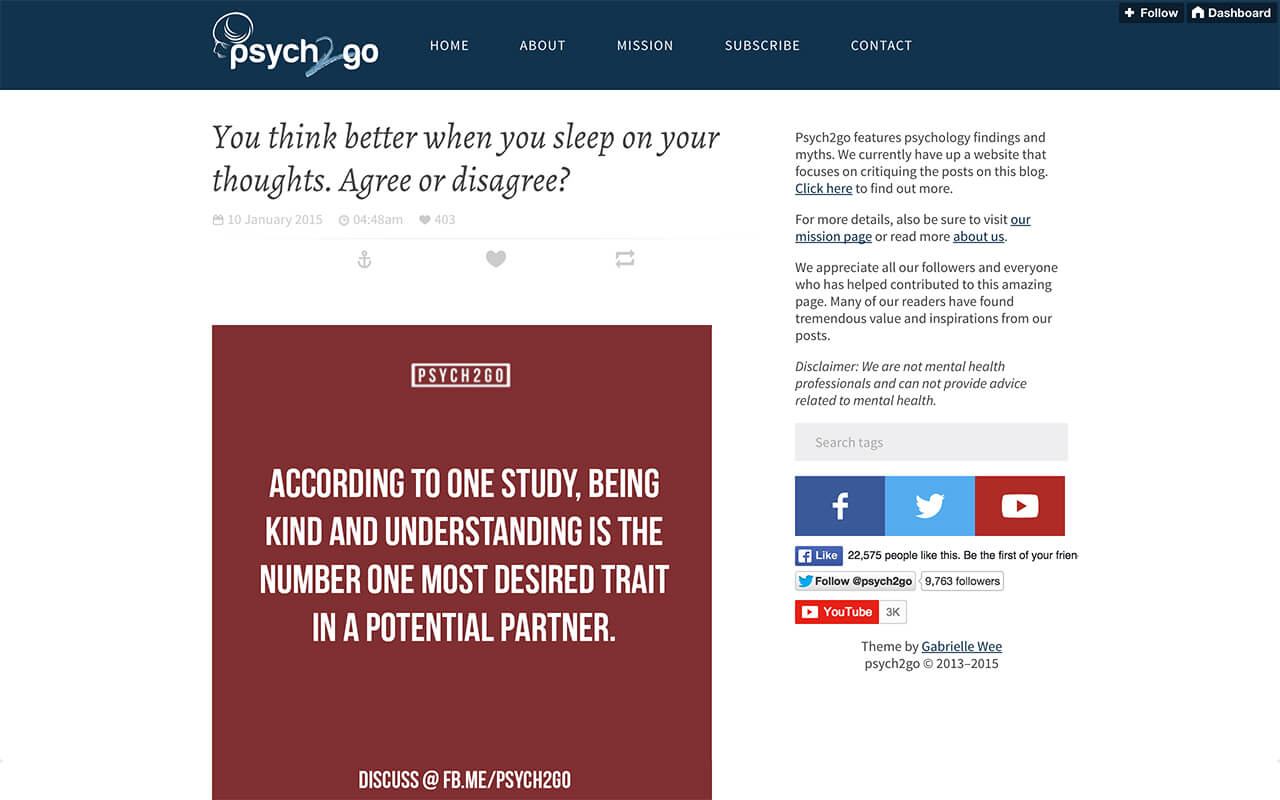 + Follow
Dashboard
psych2go
HOME
ABOUT
MISSION
SUBSCRIBE
CONTACT
You think better when you sleep on your
thoughts. Agree or disagree?
10 January 2015
04:48am
403
PSYCH2GO
ACCORDING TO ONE STUDY, BEING
KIND AND UNDERSTANDING IS THE
NUMBER ONE MOST DESIRED TRAIT
IN A POTENTIAL PARTNER.
DISCUSS @ FB.ME/PSYCH2GO
Psych2go features psychology findings and
myths. We currently have up a website that
focuses on critiquing the posts on this blog.
Click here to find out more.
For more details, also be sure to visit our
mission page or read more about us.
We appreciate all our followers and everyone
who has helped contributed to this amazing
page. Many of our readers have found
tremendous value and inspirations from our
posts.
Disclaimer: We are not mental health
professionals and can not provide advice
related to mental health.
Search tags
Like 22,575 people like this. Be the first of your frien
Follow @psych2go 9,763 followers
YouTube 3K
Theme by Gabrielle Wee
psych2go © 2013–2015